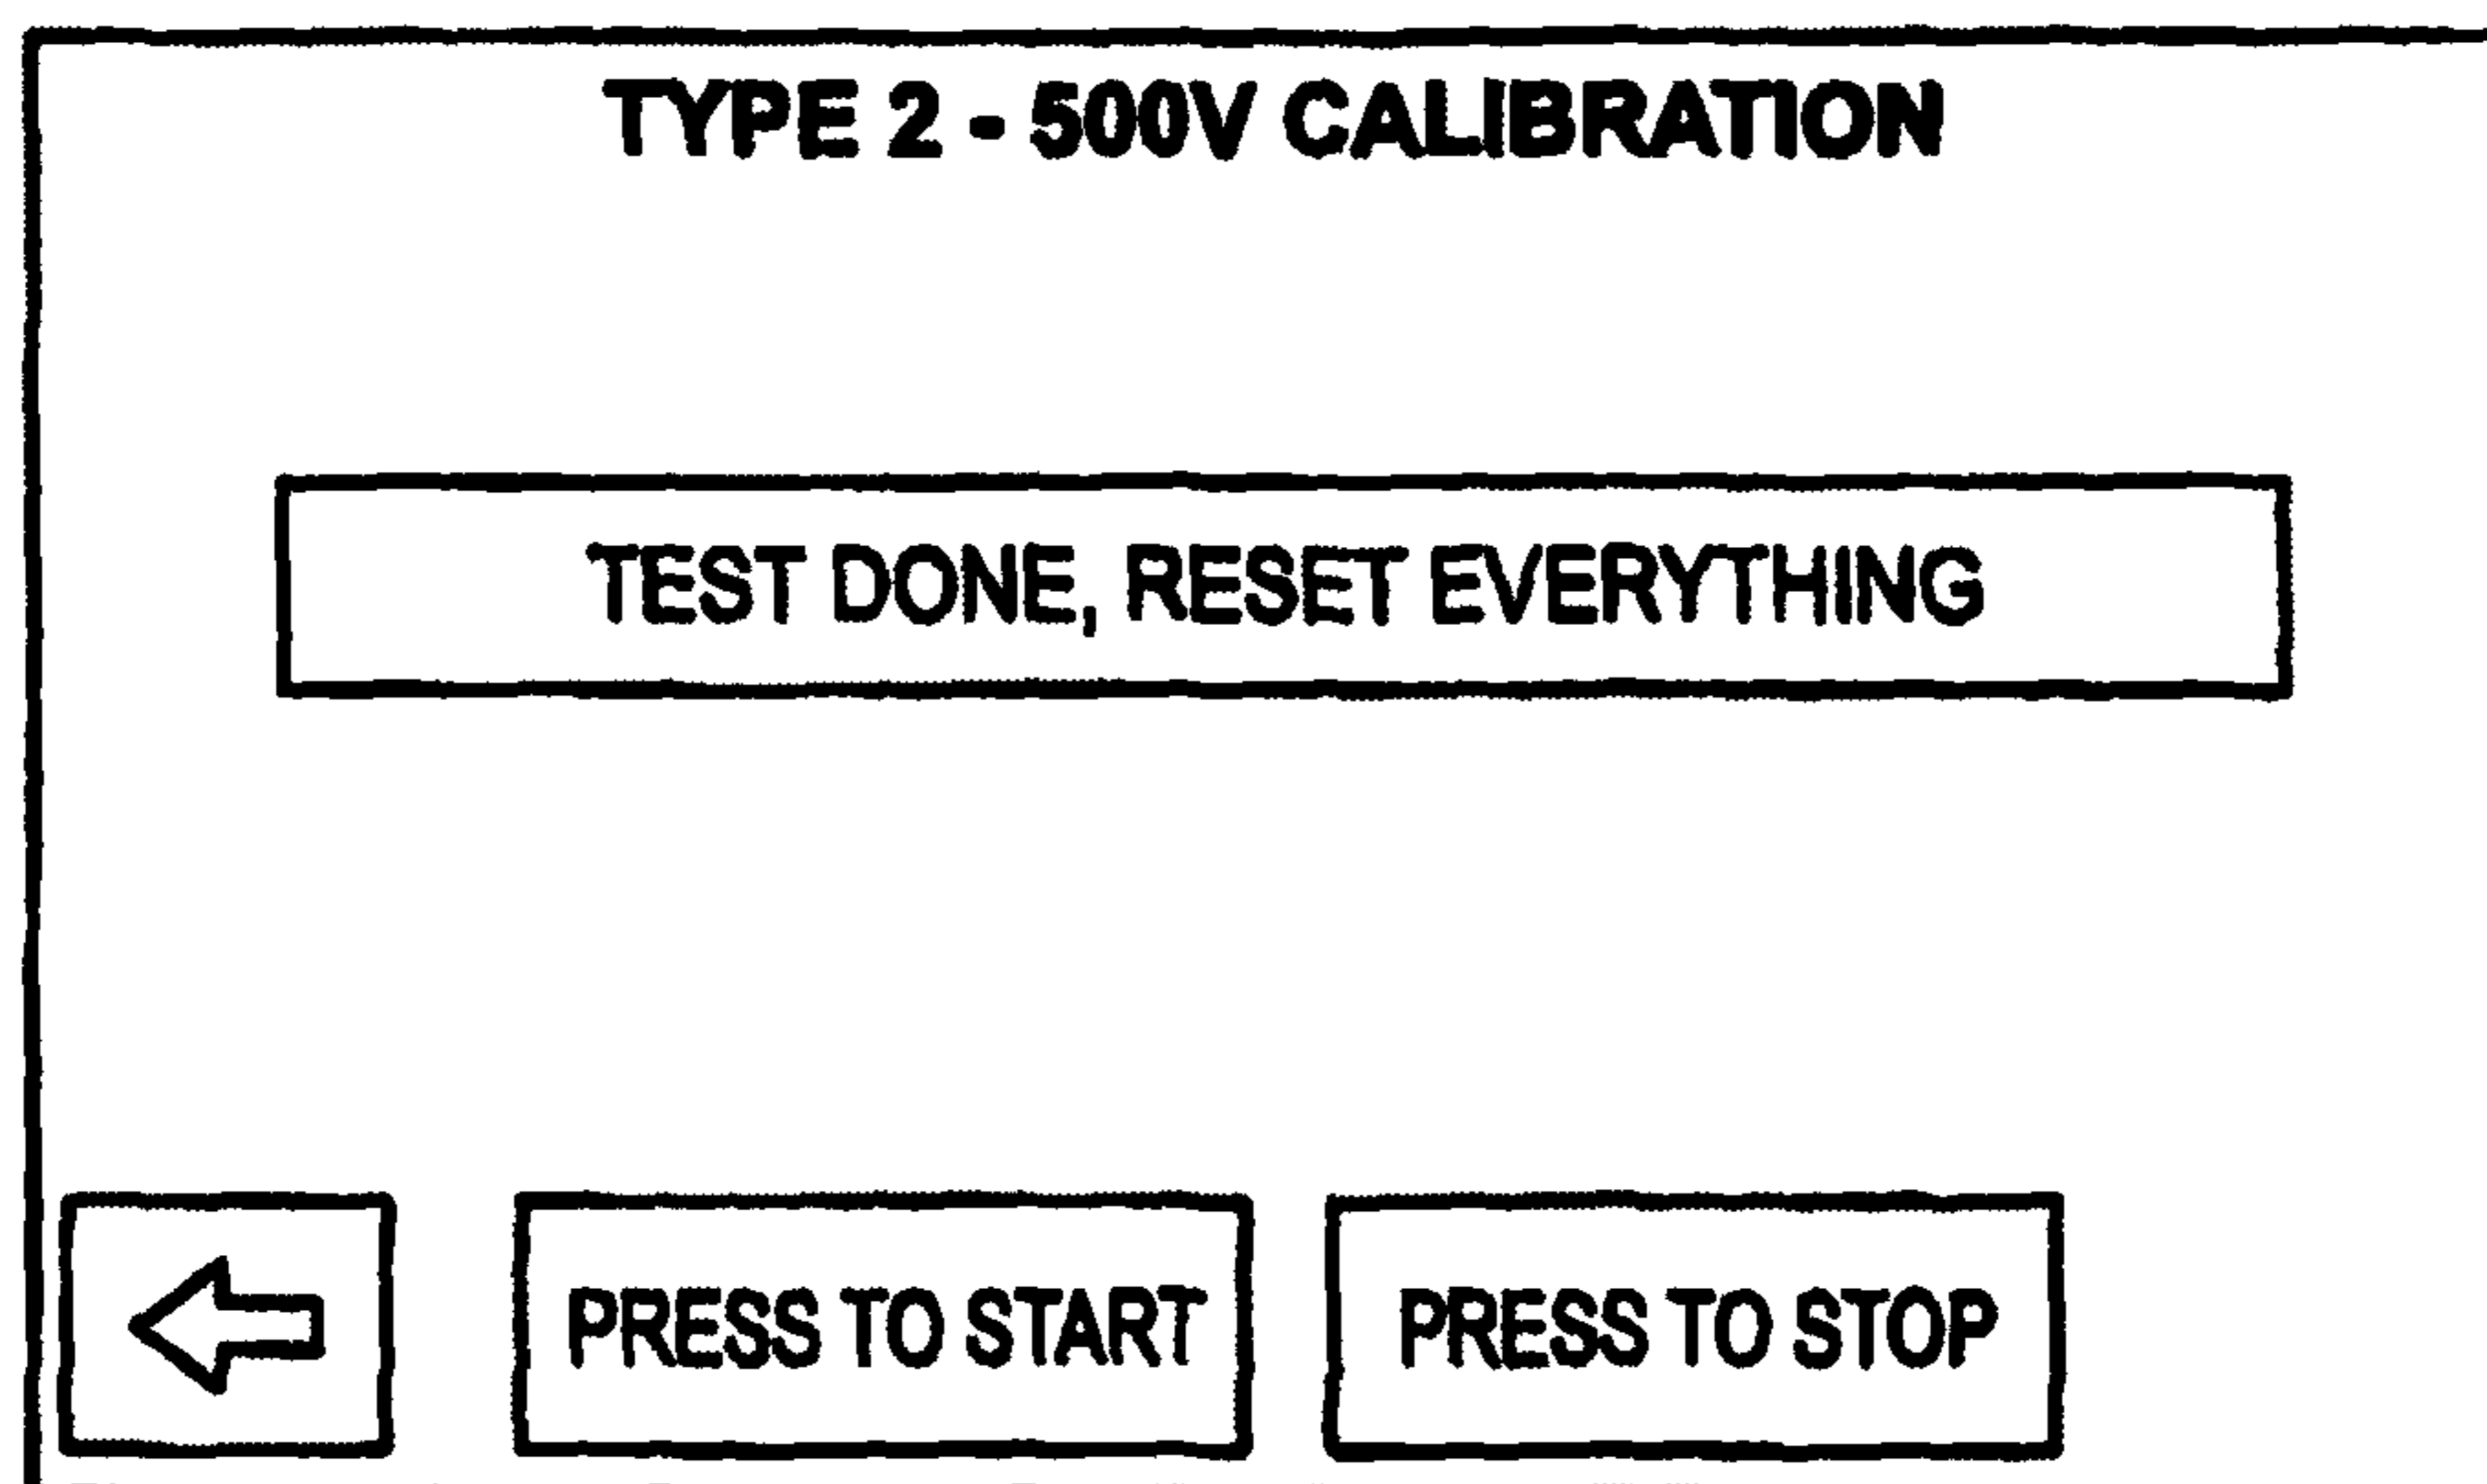 TYPE 2 - 500V CALIBRATION
TEST DONE, RESET EVERYTHING
PRESS TO START
PRESS TO STOP